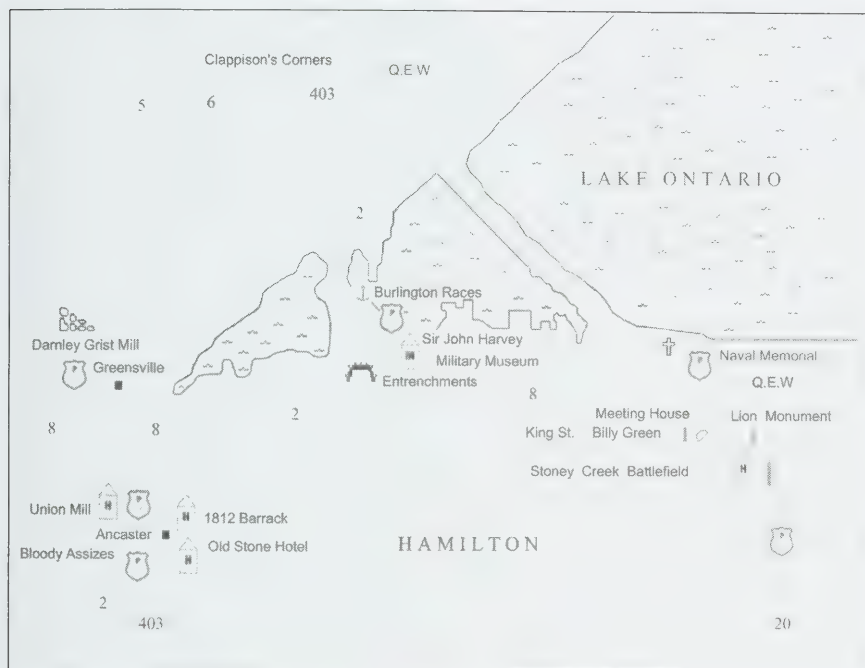 Clappison's Corners
Q.E.W
5 6 403
LAKE ONTARIO
2
Burlington Races
P
Sir John Harvey
Darnley Grist Mill
Military Museum
Naval Memorial
P
P
Greensville
Entrenchments
Q.E.W
8
8 8 2
Meeting House Lion Monument
King St. Billy Green
Stoney Creek Battlefield H
Union Mill H P
H 1812 Barrack
Ancaster
HAMILTON
P
Bloody Assizes P
H Old Stone Hotel
2
403
20